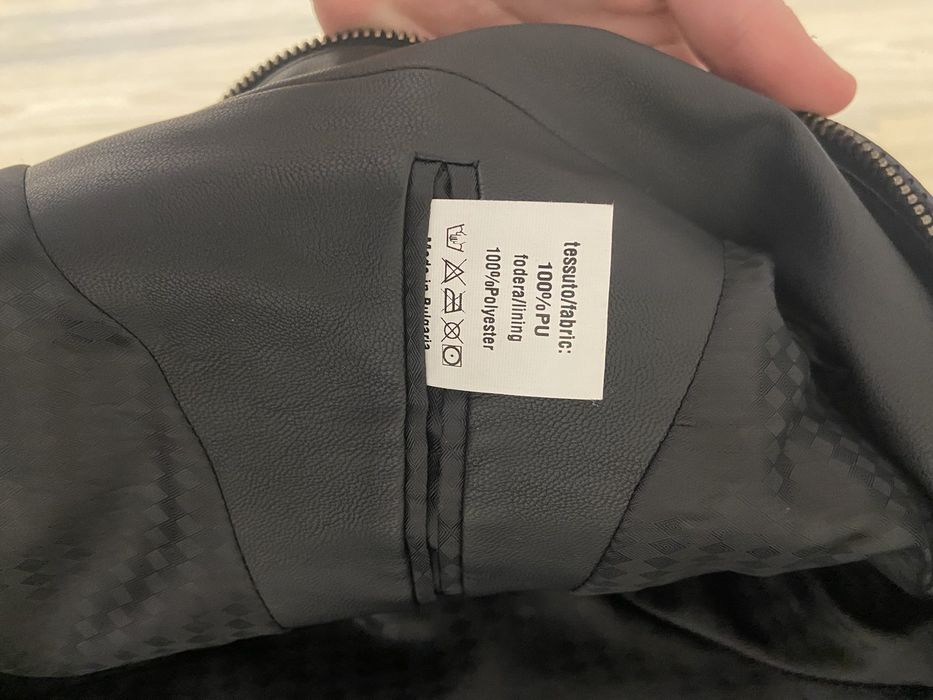 tessuto/fabric:
100%PU
fodera/lining
100%Polyester
Made in Bulgaria